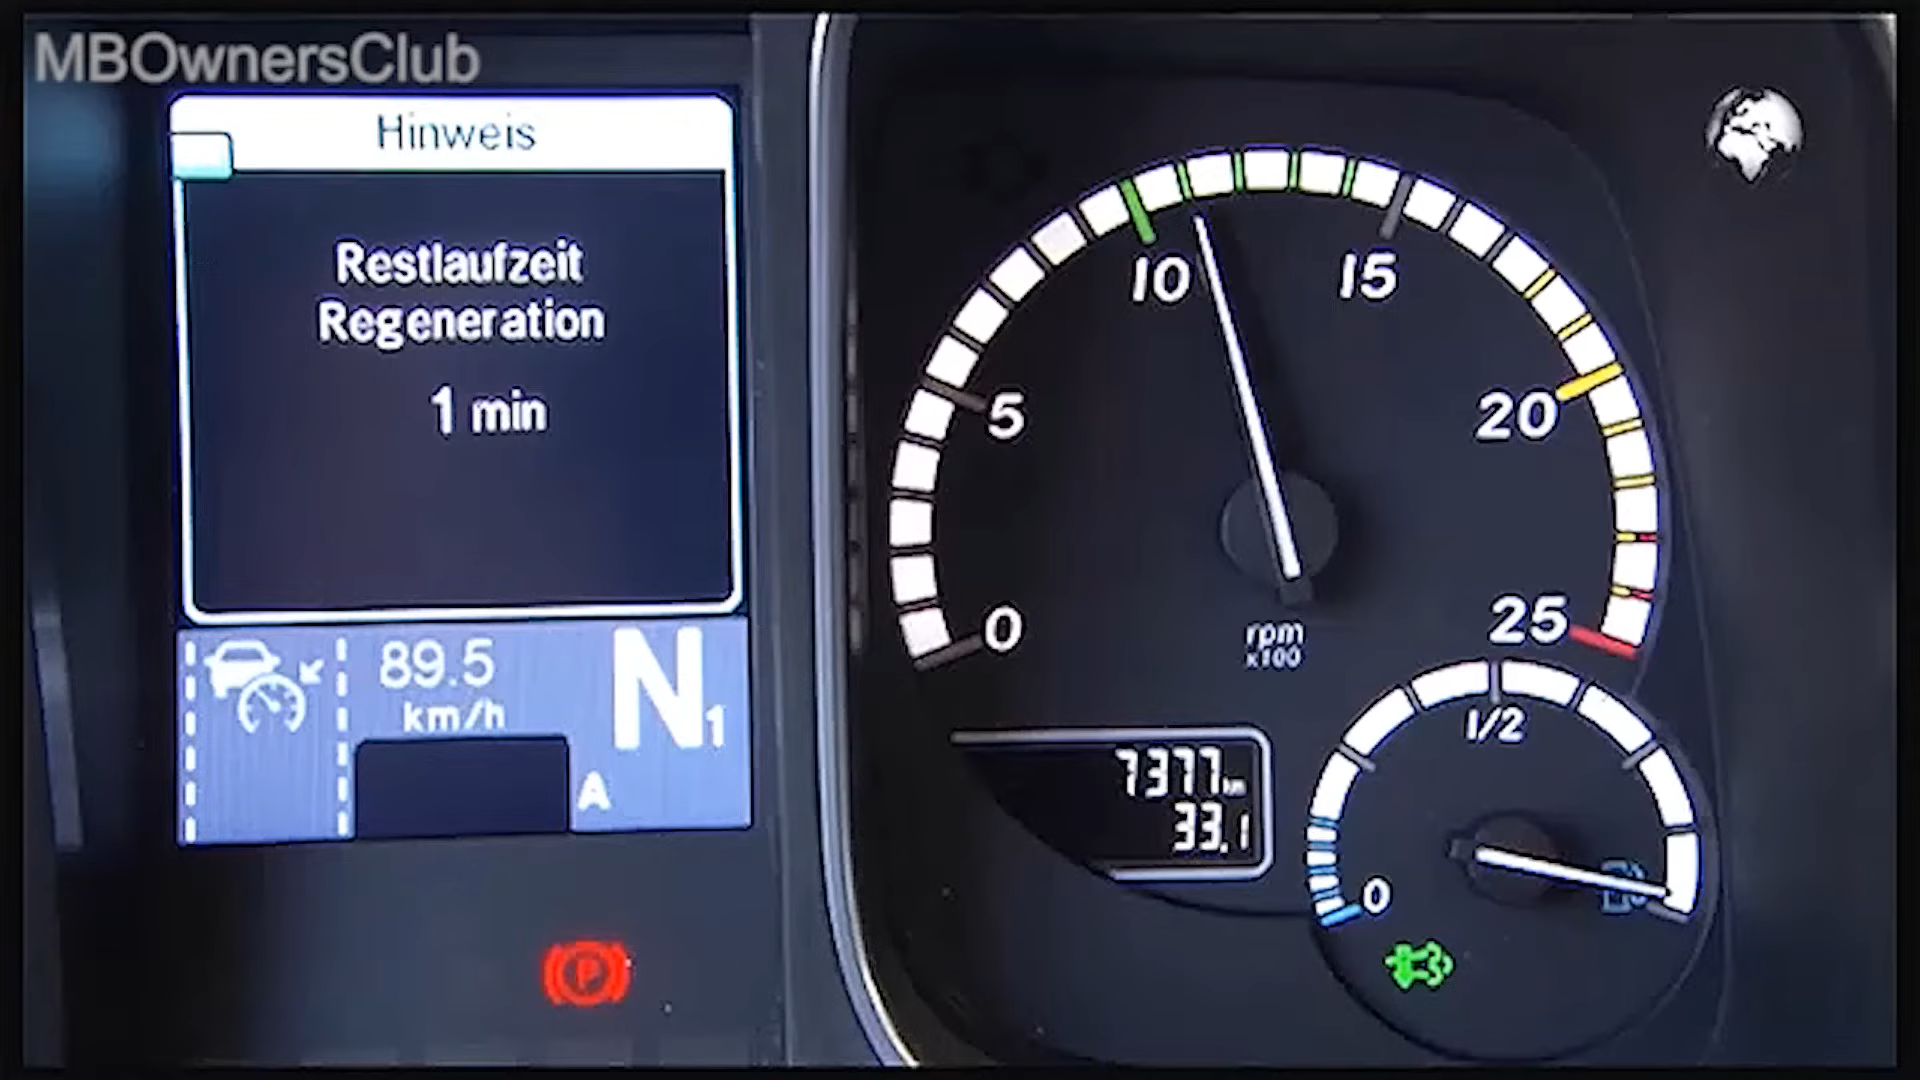 MBOwnersClub
Hinweis
Restlaufzeit
Regeneration
1 min
89.5
km/h
N1
A
P
0
5
10
15
20
25
rpm
x100
7377 km
33.1
0
1/2